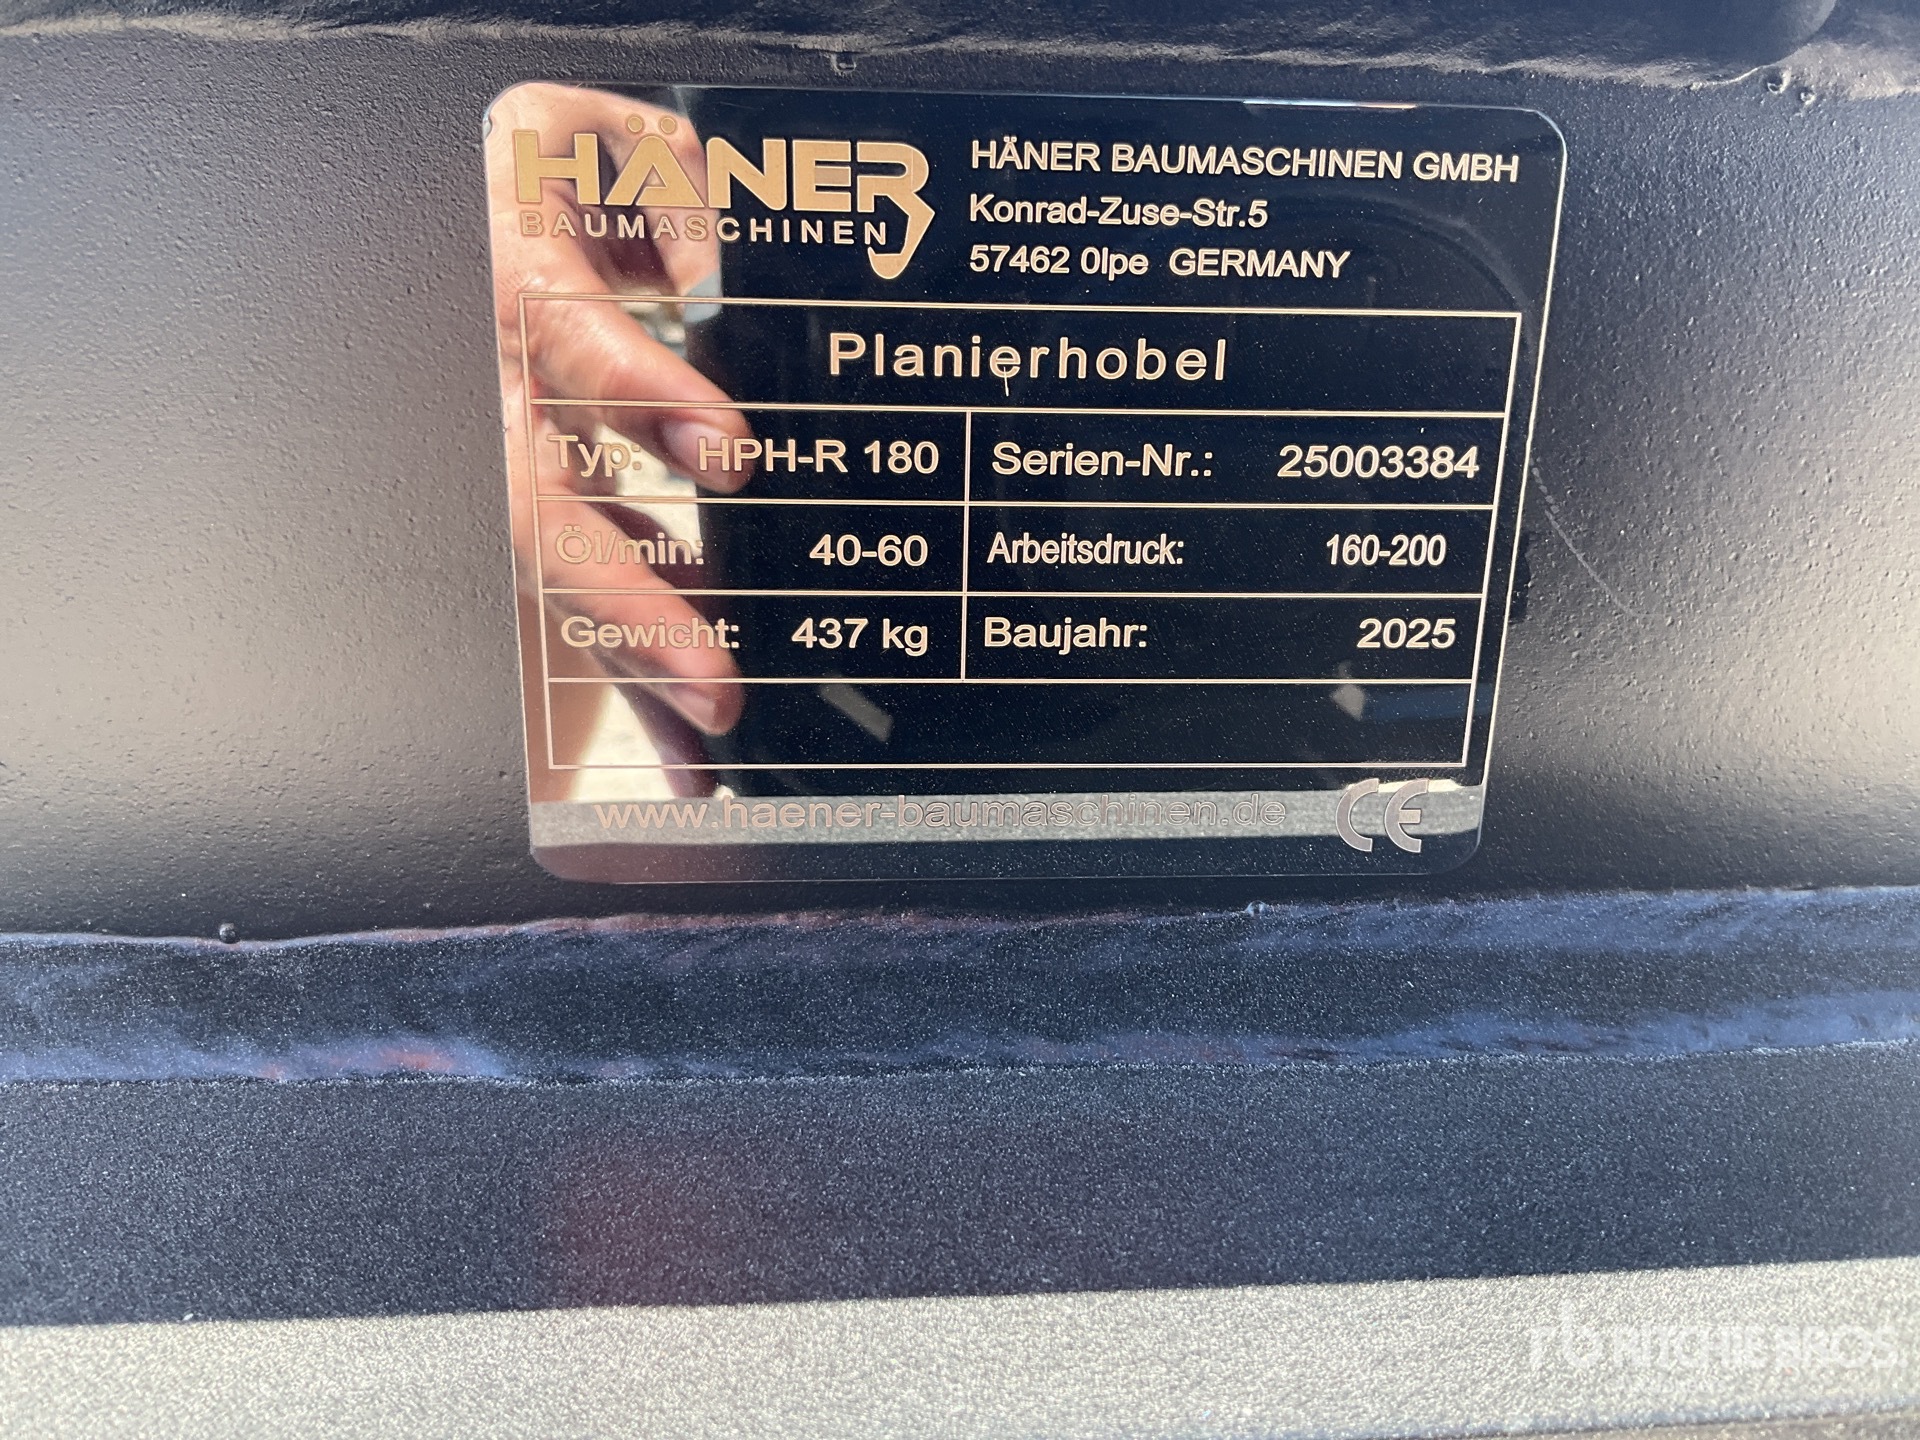 HÄNER
BAUMASCHINEN
HÄNER BAUMASCHINEN GMBH
Konrad-Zuse-Str.5
57462 Olpe GERMANY
Planierhobel
Typ: HPH-R 180 Serien-Nr.: 25003384
Öl/min: 40-60 Arbeitsdruck: 160-200
Gewicht: 437 kg Baujahr: 2025
www.haener-baumaschinen.de CE
RITCHIE BROS.